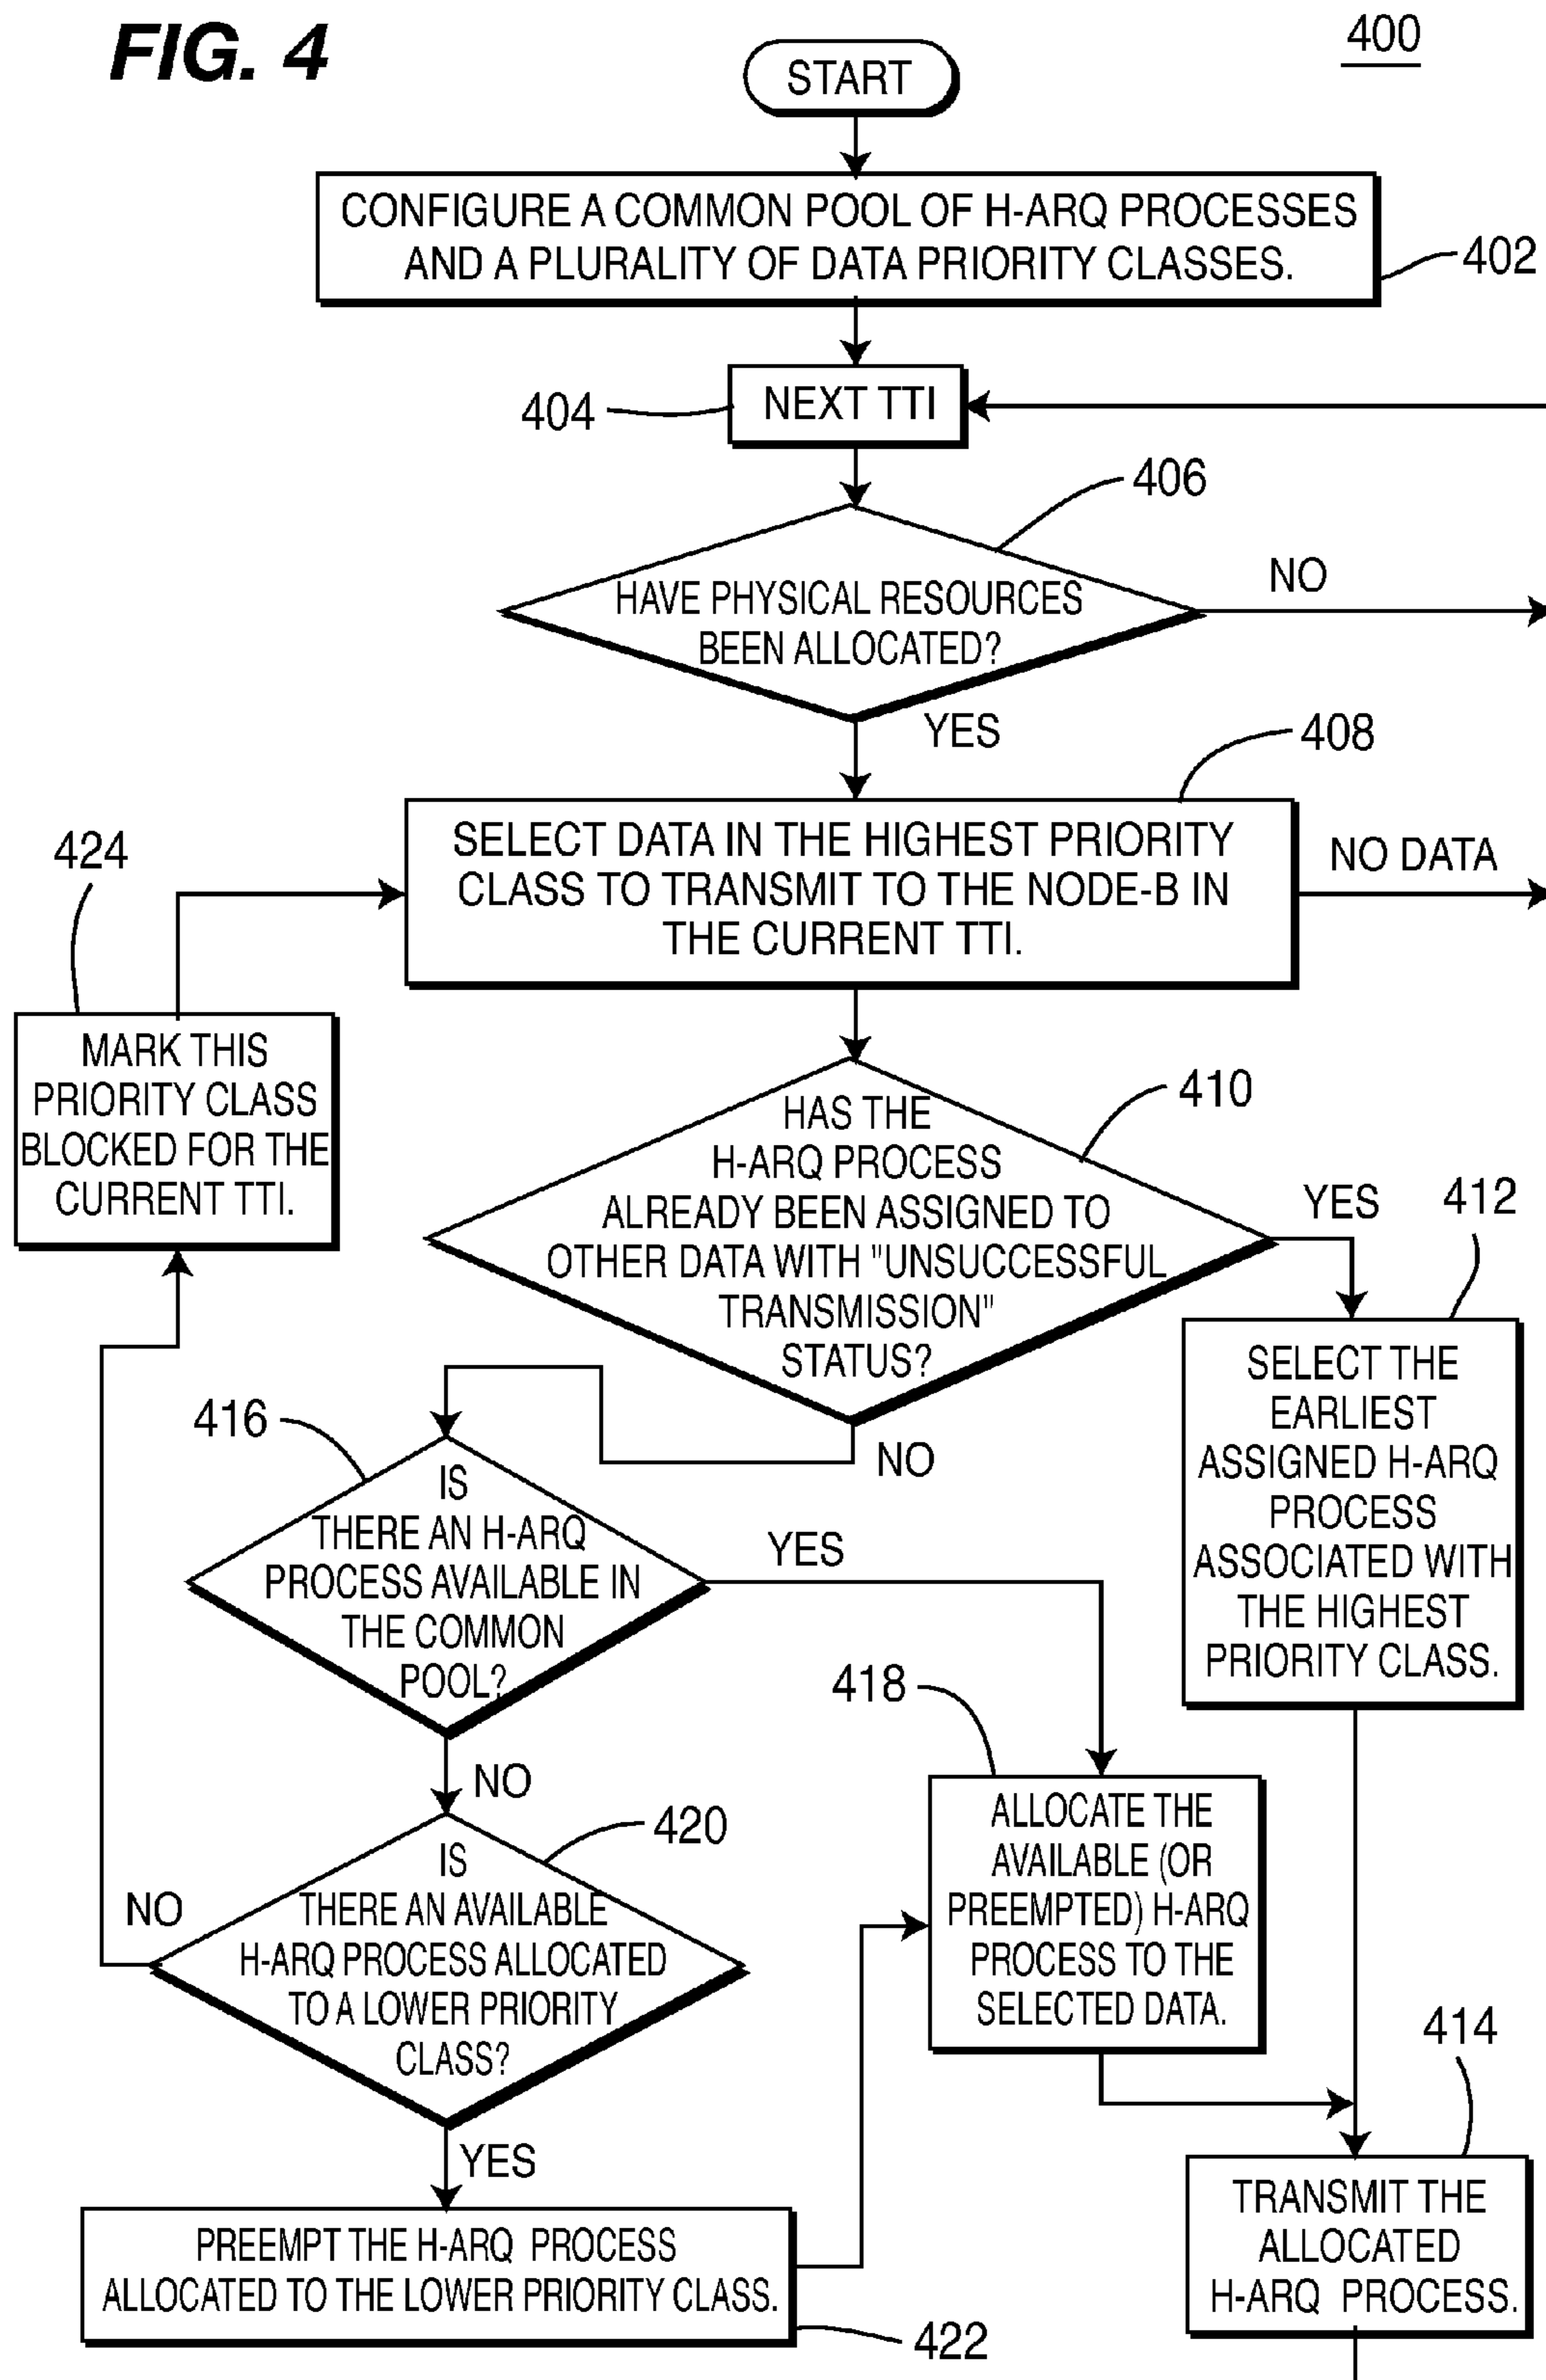 FIG. 4
400
START
CONFIGURE A COMMON POOL OF H-ARQ PROCESSES
AND A PLURALITY OF DATA PRIORITY CLASSES.
402
404
NEXT TTI
406
HAVE PHYSICAL RESOURCES
BEEN ALLOCATED?
NO
YES
408
SELECT DATA IN THE HIGHEST PRIORITY
CLASS TO TRANSMIT TO THE NODE-B IN
THE CURRENT TTI.
NO DATA
424
MARK THIS
PRIORITY CLASS
BLOCKED FOR THE
CURRENT TTI.
410
HAS THE
H-ARQ PROCESS
ALREADY BEEN ASSIGNED TO
OTHER DATA WITH "UNSUCCESSFUL
TRANSMISSION"
STATUS?
YES
412
SELECT THE
EARLIEST
ASSIGNED H-ARQ
PROCESS
ASSOCIATED WITH
THE HIGHEST
PRIORITY CLASS.
NO
416
IS
THERE AN H-ARQ
PROCESS AVAILABLE IN
THE COMMON
POOL?
YES
418
ALLOCATE THE
AVAILABLE (OR
PREEMPTED) H-ARQ
PROCESS TO THE
SELECTED DATA.
NO
420
IS
THERE AN AVAILABLE
H-ARQ PROCESS ALLOCATED
TO A LOWER PRIORITY
CLASS?
NO
YES
414
TRANSMIT THE
ALLOCATED
H-ARQ PROCESS.
PREEMPT THE H-ARQ PROCESS
ALLOCATED TO THE LOWER PRIORITY CLASS.
422